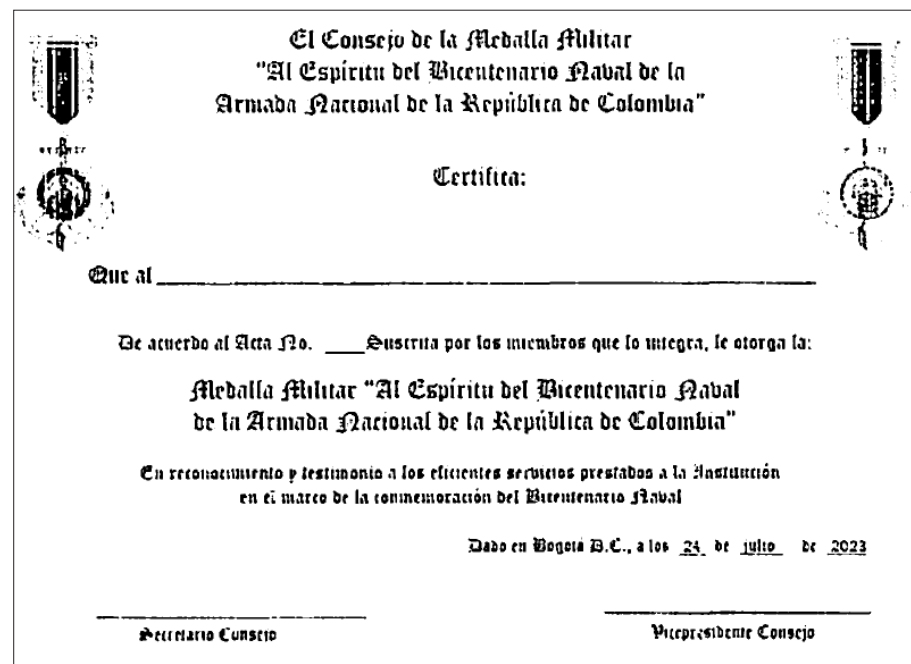 El Consejo de la Medalla Militar
"Al Espíritu del Bicentenario Naval de la
Armada Nacional de la República de Colombia"
Certifica:
Que al
De acuerdo al Acta No. ____Suscrita por los miembros que lo integra, le otorga la:
Medalla Militar "Al Espíritu del Bicentenario Naval
de la Armada Nacional de la República de Colombia"
En reconocimiento y testimonio a los eficientes servicios prestados a la Institución
en el marco de la conmemoración del Bicentenario Naval
Dado en Bogotá D.C., a los 24 de julio de 2023
Secretario Consejo
Vicepresidente Consejo